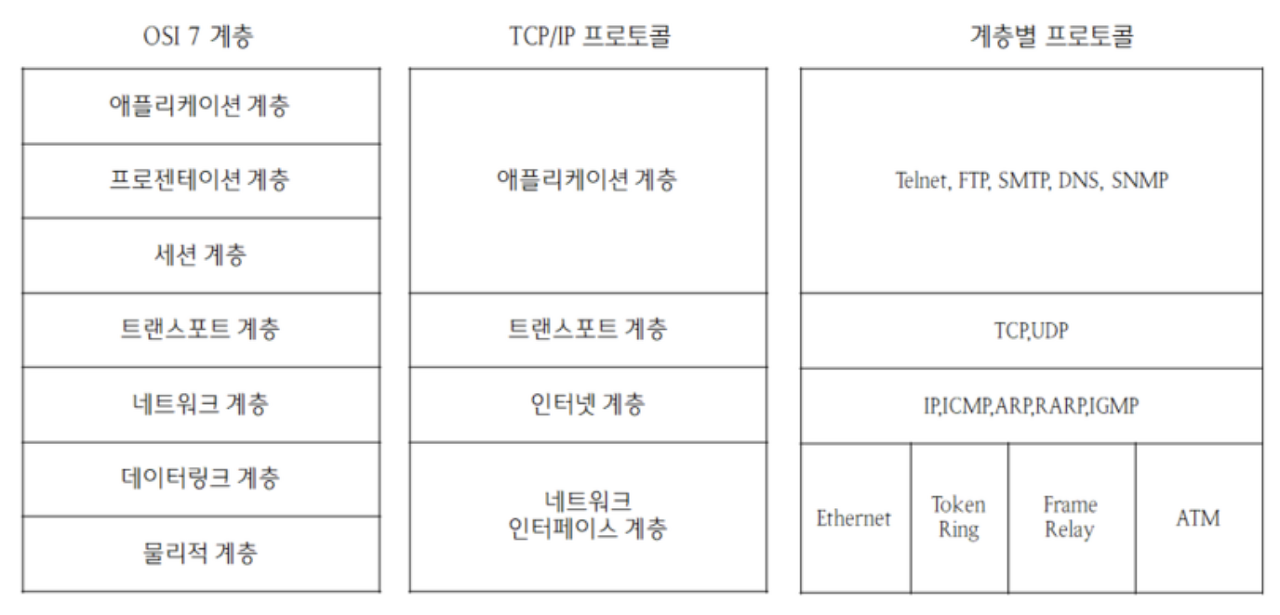 OSI 7 계층
TCP/IP 프로토콜
계층별 프로토콜
애플리케이션 계층
프로젠테이션 계층
세션 계층
트랜스포트 계층
네트워크 계층
데이터링크 계층
물리적 계층
애플리케이션 계층
트랜스포트 계층
인터넷 계층
네트워크
인터페이스 계층
Telnet, FTP, SMTP, DNS, SNMP
TCP,UDP
IP,ICMP,ARP,RARP,IGMP
Ethernet
Token
Ring
Frame
Relay
ATM